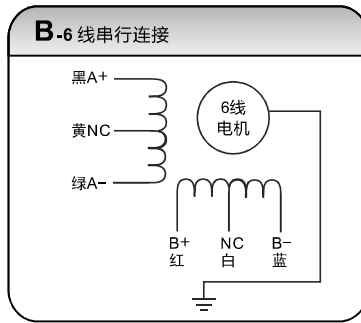 B-6 线串行连接
黑A+
黄NC
绿A-
6线
电机
B+ NC B-
红 白 蓝